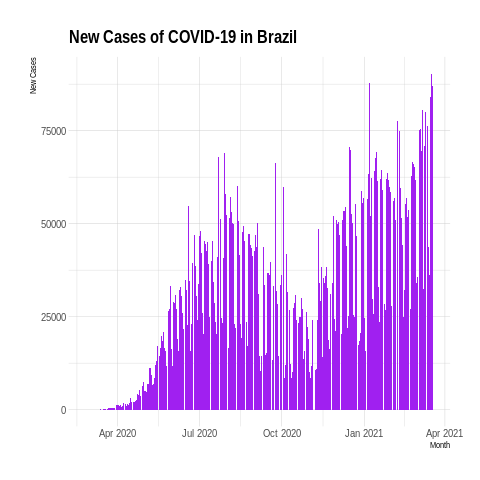 New Cases of COVID-19 in Brazil
New Cases
75000
50000
25000
0
Apr 2020 Jul 2020 Oct 2020 Jan 2021 Apr 2021
Month